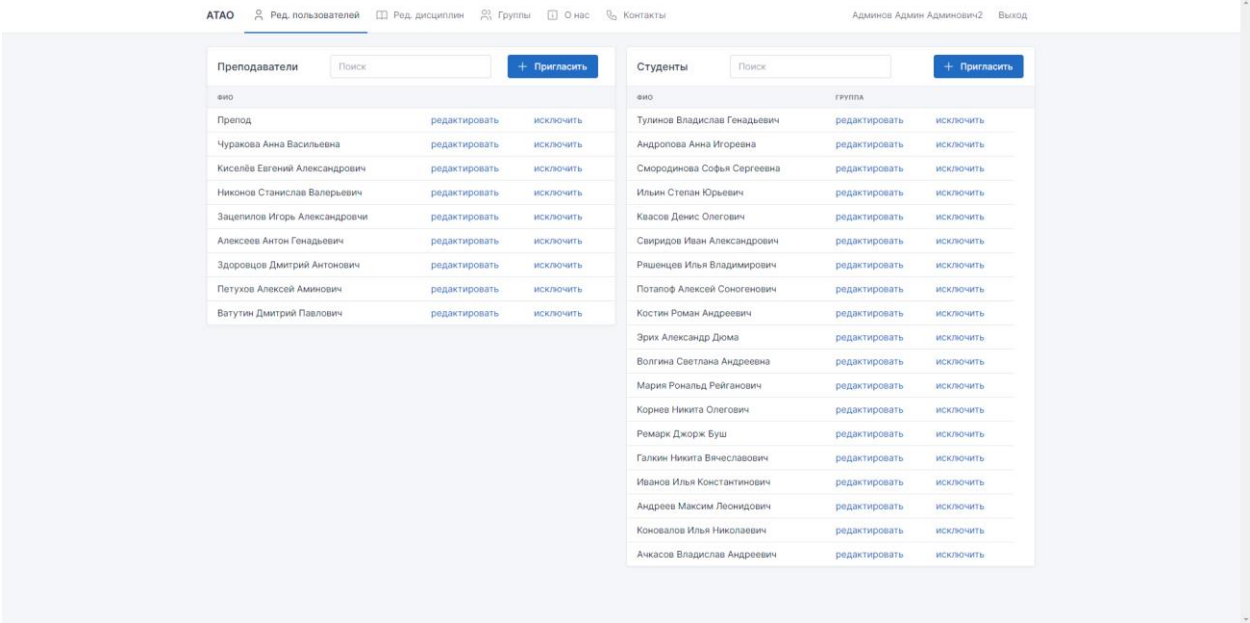 АТАО Ред. пользователей Ред. дисциплин Группы О нас Контакты Админов Админ Админович2 Выход
Преподаватели Поиск + Пригласить
ФИО
Препод редактировать исключить
Чуракова Анна Васильевна редактировать исключить
Киселёв Евгений Александрович редактировать исключить
Никонов Станислав Валерьевич редактировать исключить
Зацепилов Игорь Александровчи редактировать исключить
Алексеев Антон Генадьевич редактировать исключить
Здоровцов Дмитрий Антонович редактировать исключить
Петухов Алексей Аминович редактировать исключить
Ватутин Дмитрий Павлович редактировать исключить
Студенты Поиск + Пригласить
ФИО ГРУППА
Тулинов Владислав Генадьевич редактировать исключить
Андропова Анна Игоревна редактировать исключить
Смородинова Софья Сергеевна редактировать исключить
Ильин Степан Юрьевич редактировать исключить
Квасов Денис Олегович редактировать исключить
Свиридов Иван Александрович редактировать исключить
Ряшенцев Илья Владимирович редактировать исключить
Потапоф Алексей Соногенович редактировать исключить
Костин Роман Андреевич редактировать исключить
Эрих Александр Дюма редактировать исключить
Волгина Светлана Андреевна редактировать исключить
Мария Рональд Рейганович редактировать исключить
Корнев Никита Олегович редактировать исключить
Ремарк Джорж Буш редактировать исключить
Галкин Никита Вячеславович редактировать исключить
Иванов Илья Константинович редактировать исключить
Андреев Максим Леонидович редактировать исключить
Коновалов Илья Николаевич редактировать исключить
Ачкасов Владислав Андреевич редактировать исключить